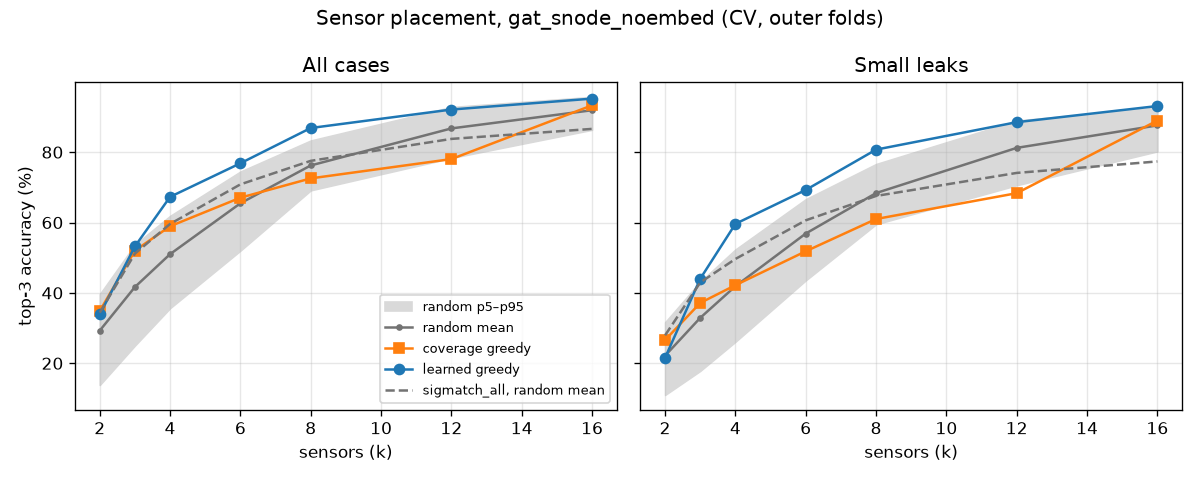 Sensor placement, gat_snode_noembed (CV, outer folds)
All cases
Small leaks
top-3 accuracy (%)
80
60
40
20
random p5–p95
random mean
coverage greedy
learned greedy
sigmatch_all, random mean
2 4 6 8 10 12 14 16
2 4 6 8 10 12 14 16
sensors (k)
sensors (k)